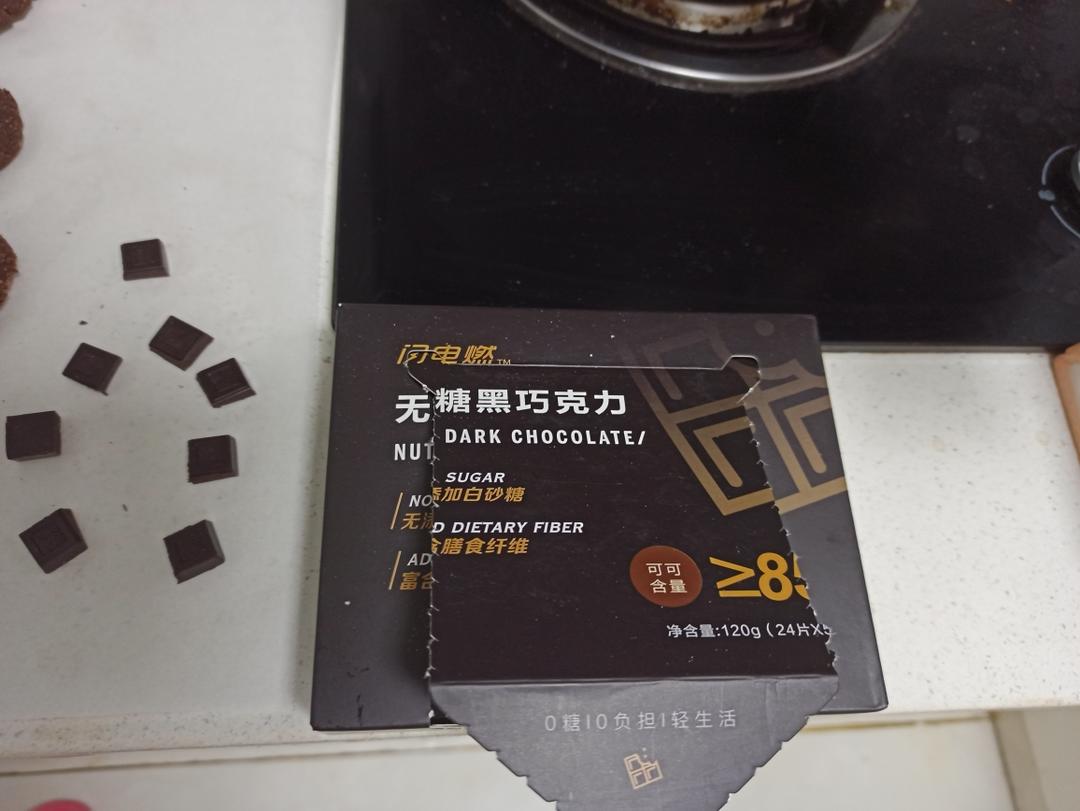 闪电燃™
无糖黑巧克力
NUT DARK CHOCOLATE/
NO SUGAR
无添加白砂糖
AD D DIETARY FIBER
富含膳食纤维
可可
含量
≥85
净含量:120g(24片X5
0糖|0负担|轻生活